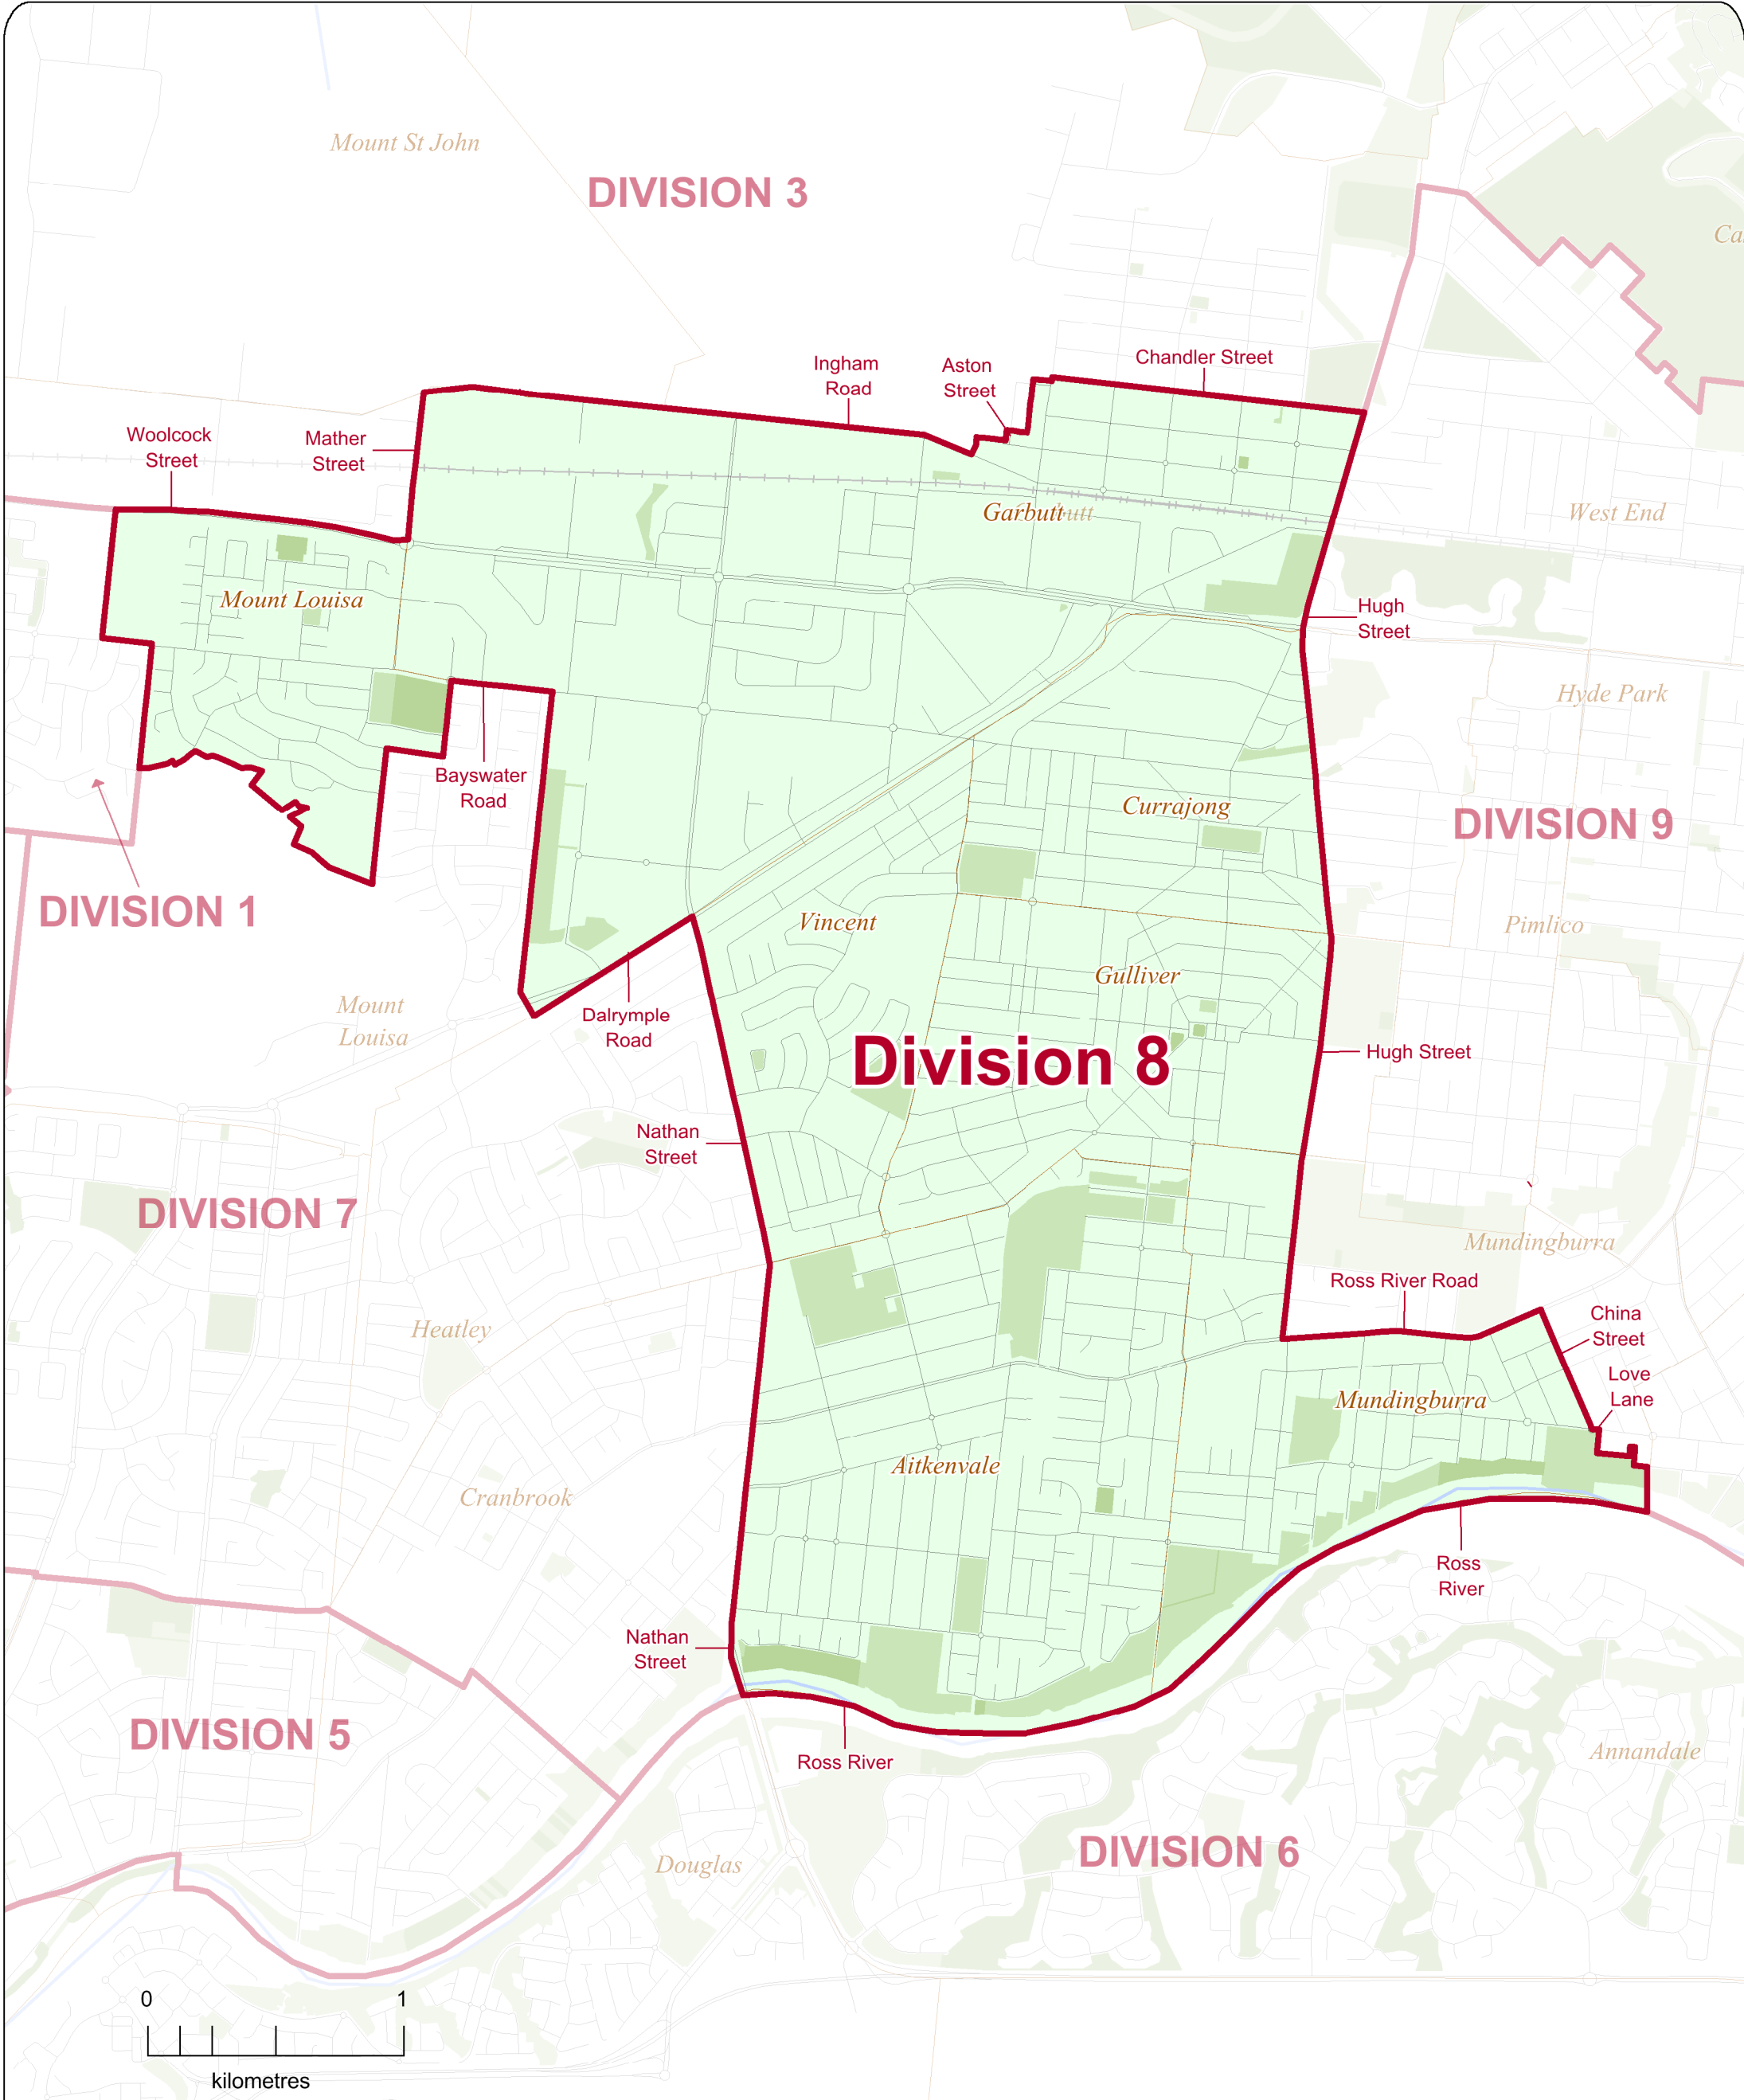 Mount St John
DIVISION 3
Ca
Ingham
Road
Aston
Street
Chandler Street
Woolcock
Street
Mather
Street
Garbutt
West End
Mount Louisa
Hugh
Street
Hyde Park
Bayswater
Road
Currajong
DIVISION 9
DIVISION 1
Vincent
Pimlico
Gulliver
Mount
Louisa
Dalrymple
Road
Division 8
Hugh Street
Nathan
Street
DIVISION 7
Mundingburra
Ross River Road
China
Street
Heatley
Love
Lane
Mundingburra
Aitkenvale
Cranbrook
Ross
River
Nathan
Street
DIVISION 5
Ross River
Annandale
DIVISION 6
Douglas
0 1
kilometres